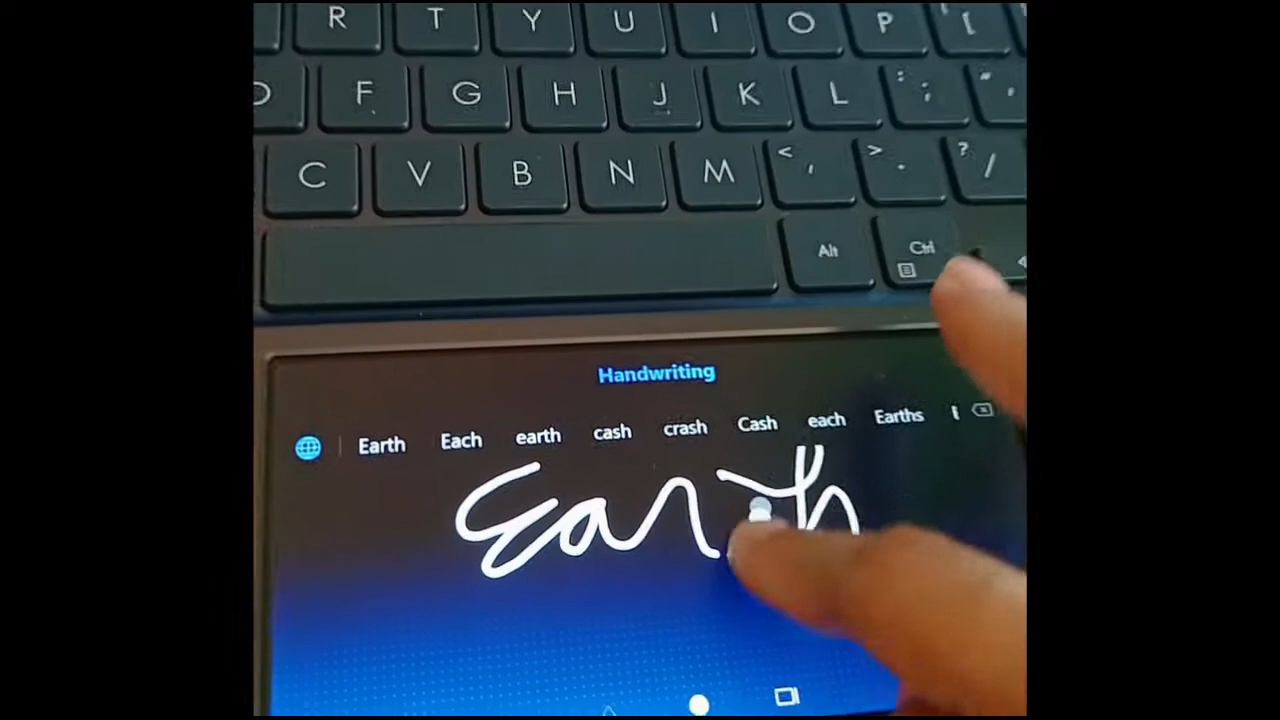 R T Y U I O P [
D F G H J K L : ; " '
C V B N M < , > . ? /
Alt Ctrl
Handwriting
Earth Each earth cash crash Cash each Earths
Earth